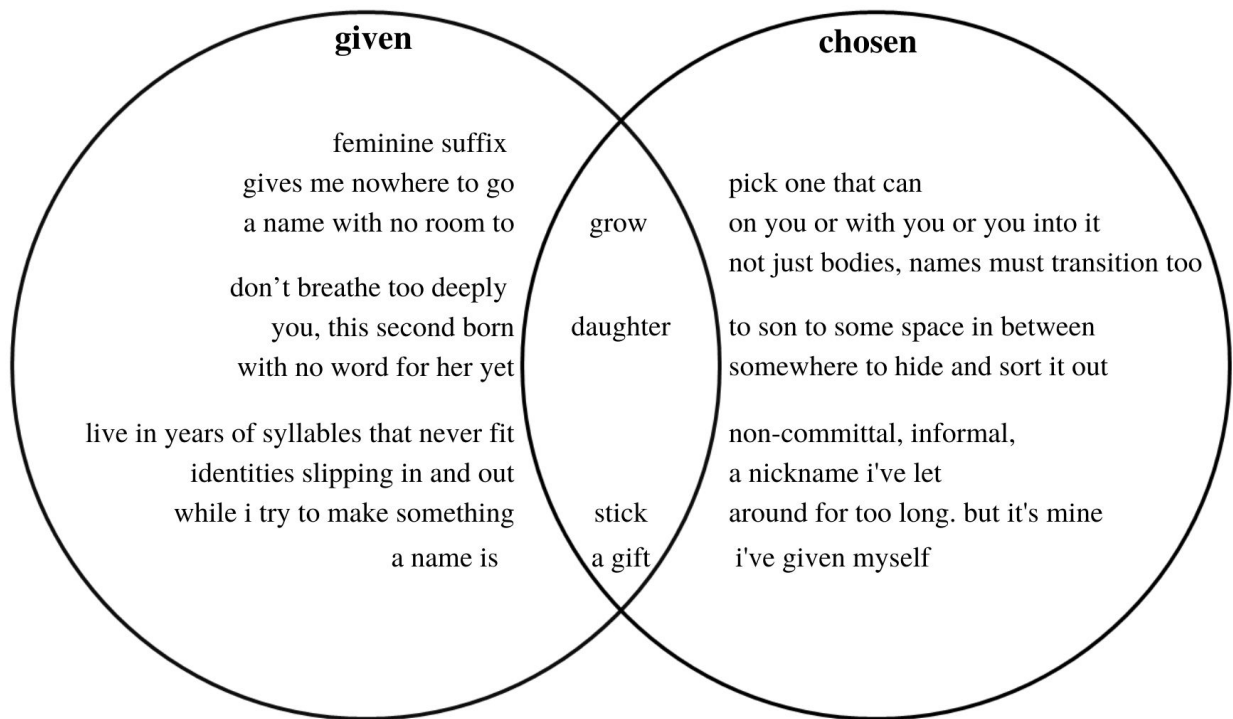 given
chosen
feminine suffix
gives me nowhere to go
pick one that can
a name with no room to grow on you or with you or you into it
not just bodies, names must transition too
don’t breathe too deeply
you, this second born daughter to son to some space in between
with no word for her yet
somewhere to hide and sort it out
live in years of syllables that never fit
non-committal, informal,
identities slipping in and out
a nickname i've let
while i try to make something stick around for too long. but it's mine
a name is a gift i've given myself